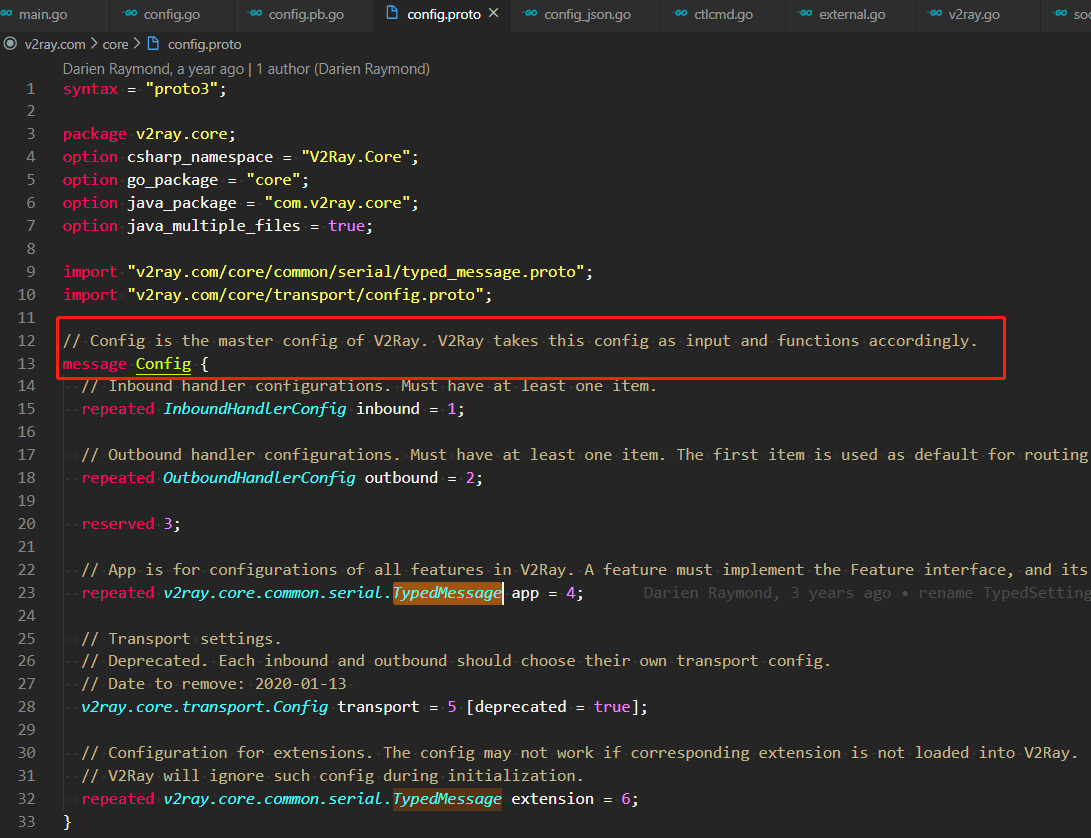 main.go config.go config.pb.go config.proto config_json.go ctlcmd.go external.go v2ray.go
v2ray.com > core > config.proto
Darien Raymond, a year ago | 1 author (Darien Raymond)
1 syntax = "proto3";
2
3 package v2ray.core;
4 option csharp_namespace = "V2Ray.Core";
5 option go_package = "core";
6 option java_package = "com.v2ray.core";
7 option java_multiple_files = true;
8
9 import "v2ray.com/core/common/serial/typed_message.proto";
10 import "v2ray.com/core/transport/config.proto";
11
12 // Config is the master config of V2Ray. V2Ray takes this config as input and functions accordingly.
13 message Config {
14 // Inbound handler configurations. Must have at least one item.
15 repeated InboundHandlerConfig inbound = 1;
16
17 // Outbound handler configurations. Must have at least one item. The first item is used as default for routing
18 repeated OutboundHandlerConfig outbound = 2;
19
20 reserved 3;
21
22 // App is for configurations of all features in V2Ray. A feature must implement the Feature interface, and its
23 repeated v2ray.core.common.serial.TypedMessage app = 4; Darien Raymond, 3 years ago • rename TypedSetting
24
25 // Transport settings.
26 // Deprecated. Each inbound and outbound should choose their own transport config.
27 // Date to remove: 2020-01-13
28 v2ray.core.transport.Config transport = 5 [deprecated = true];
29
30 // Configuration for extensions. The config may not work if corresponding extension is not loaded into V2Ray.
31 // V2Ray will ignore such config during initialization.
32 repeated v2ray.core.common.serial.TypedMessage extension = 6;
33 }